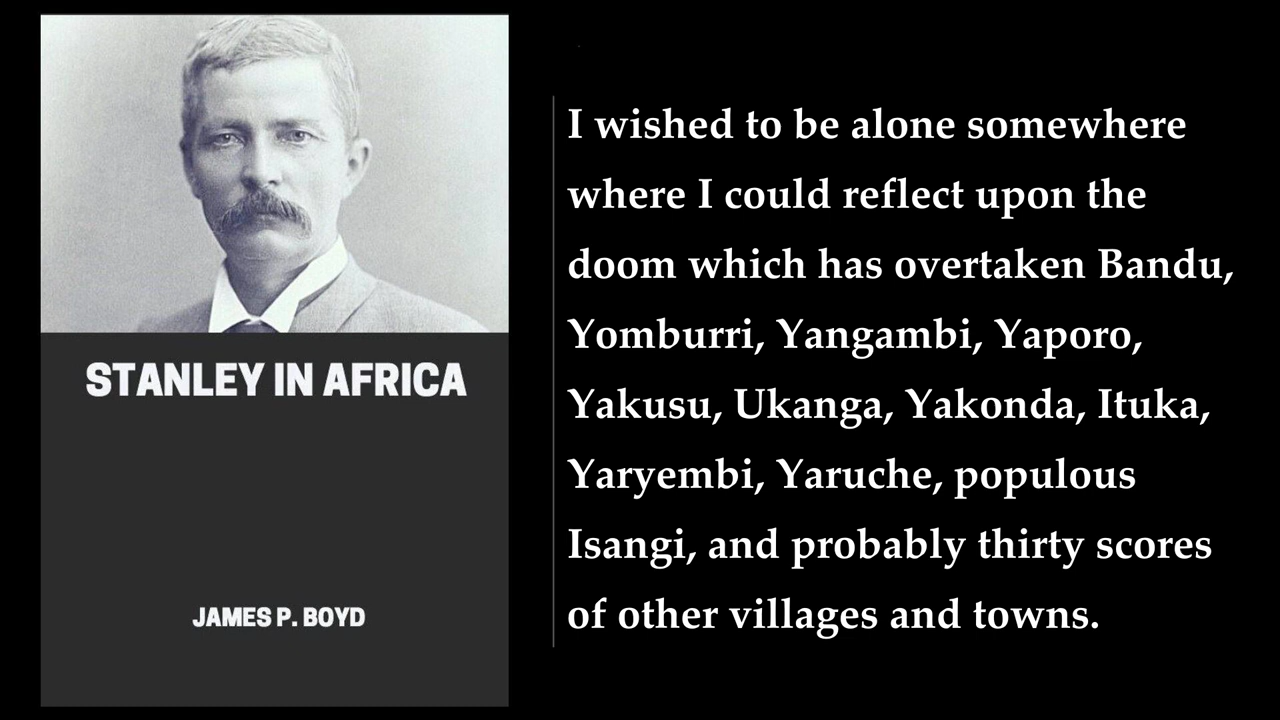 STANLEY IN AFRICA
JAMES P. BOYD
I wished to be alone somewhere
where I could reflect upon the
doom which has overtaken Bandu,
Yomburri, Yangambi, Yaporo,
Yakusu, Ukanga, Yakonda, Ituka,
Yaryembi, Yaruche, populous
Isangi, and probably thirty scores
of other villages and towns.